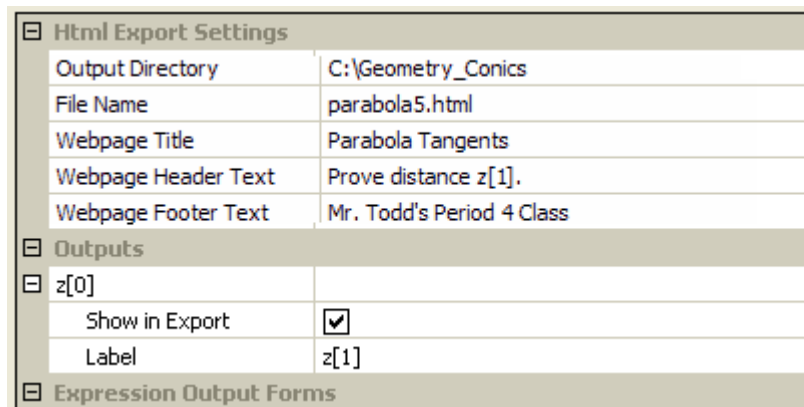 Html Export Settings
Output Directory C:\Geometry_Conics
File Name parabola5.html
Webpage Title Parabola Tangents
Webpage Header Text Prove distance z[1].
Webpage Footer Text Mr. Todd's Period 4 Class
Outputs
z[0]
Show in Export
Label z[1]
Expression Output Forms